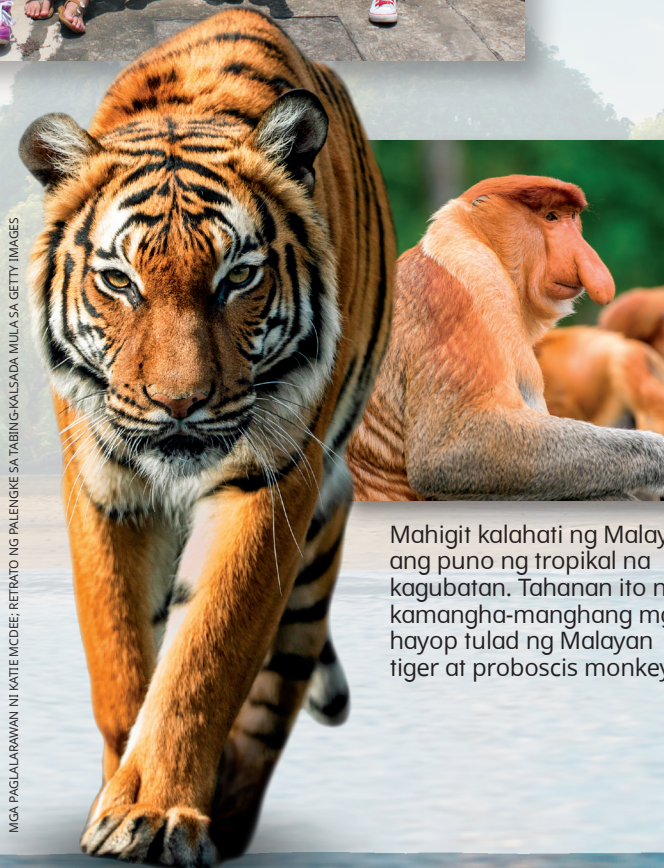 MGA PAGLALARAWAN NI KATIE MCDEE; RETRATO NG PALENGKE SA TABING-KALSADA MULA SA GETTY IMAGES
Mahigit kalahati ng Malay
ang puno ng tropikal na
kagubatan. Tahanan ito n
kamangha-manghang mg
hayop tulad ng Malayan
tiger at proboscis monkey